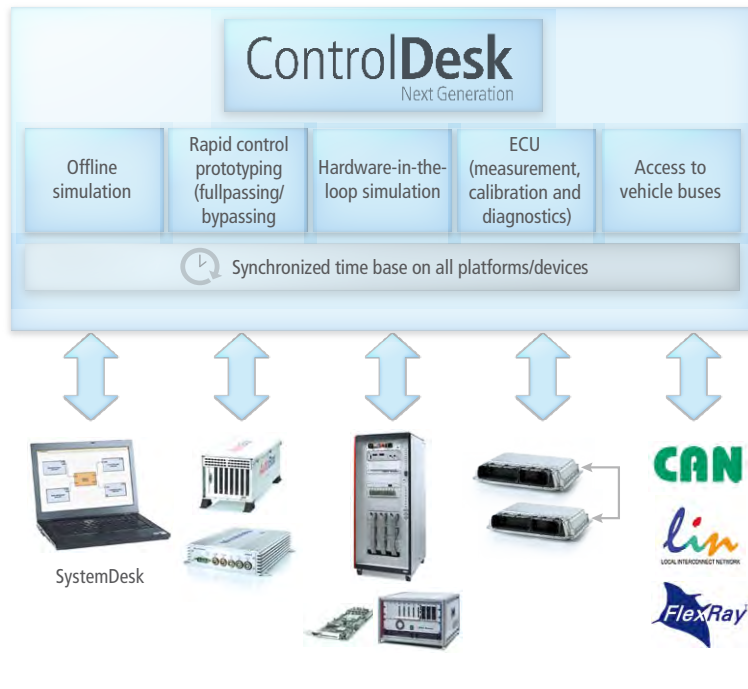 ControlDesk
Next Generation
Offline
simulation
Rapid control
prototyping
(fullpassing/
bypassing
Hardware-in-the-
loop simulation
ECU
(measurement,
calibration and
diagnostics)
Access to
vehicle buses
Synchronized time base on all platforms/devices
SystemDesk
CAN
lin
LOCAL INTERCONNECT NETWORK
FlexRay